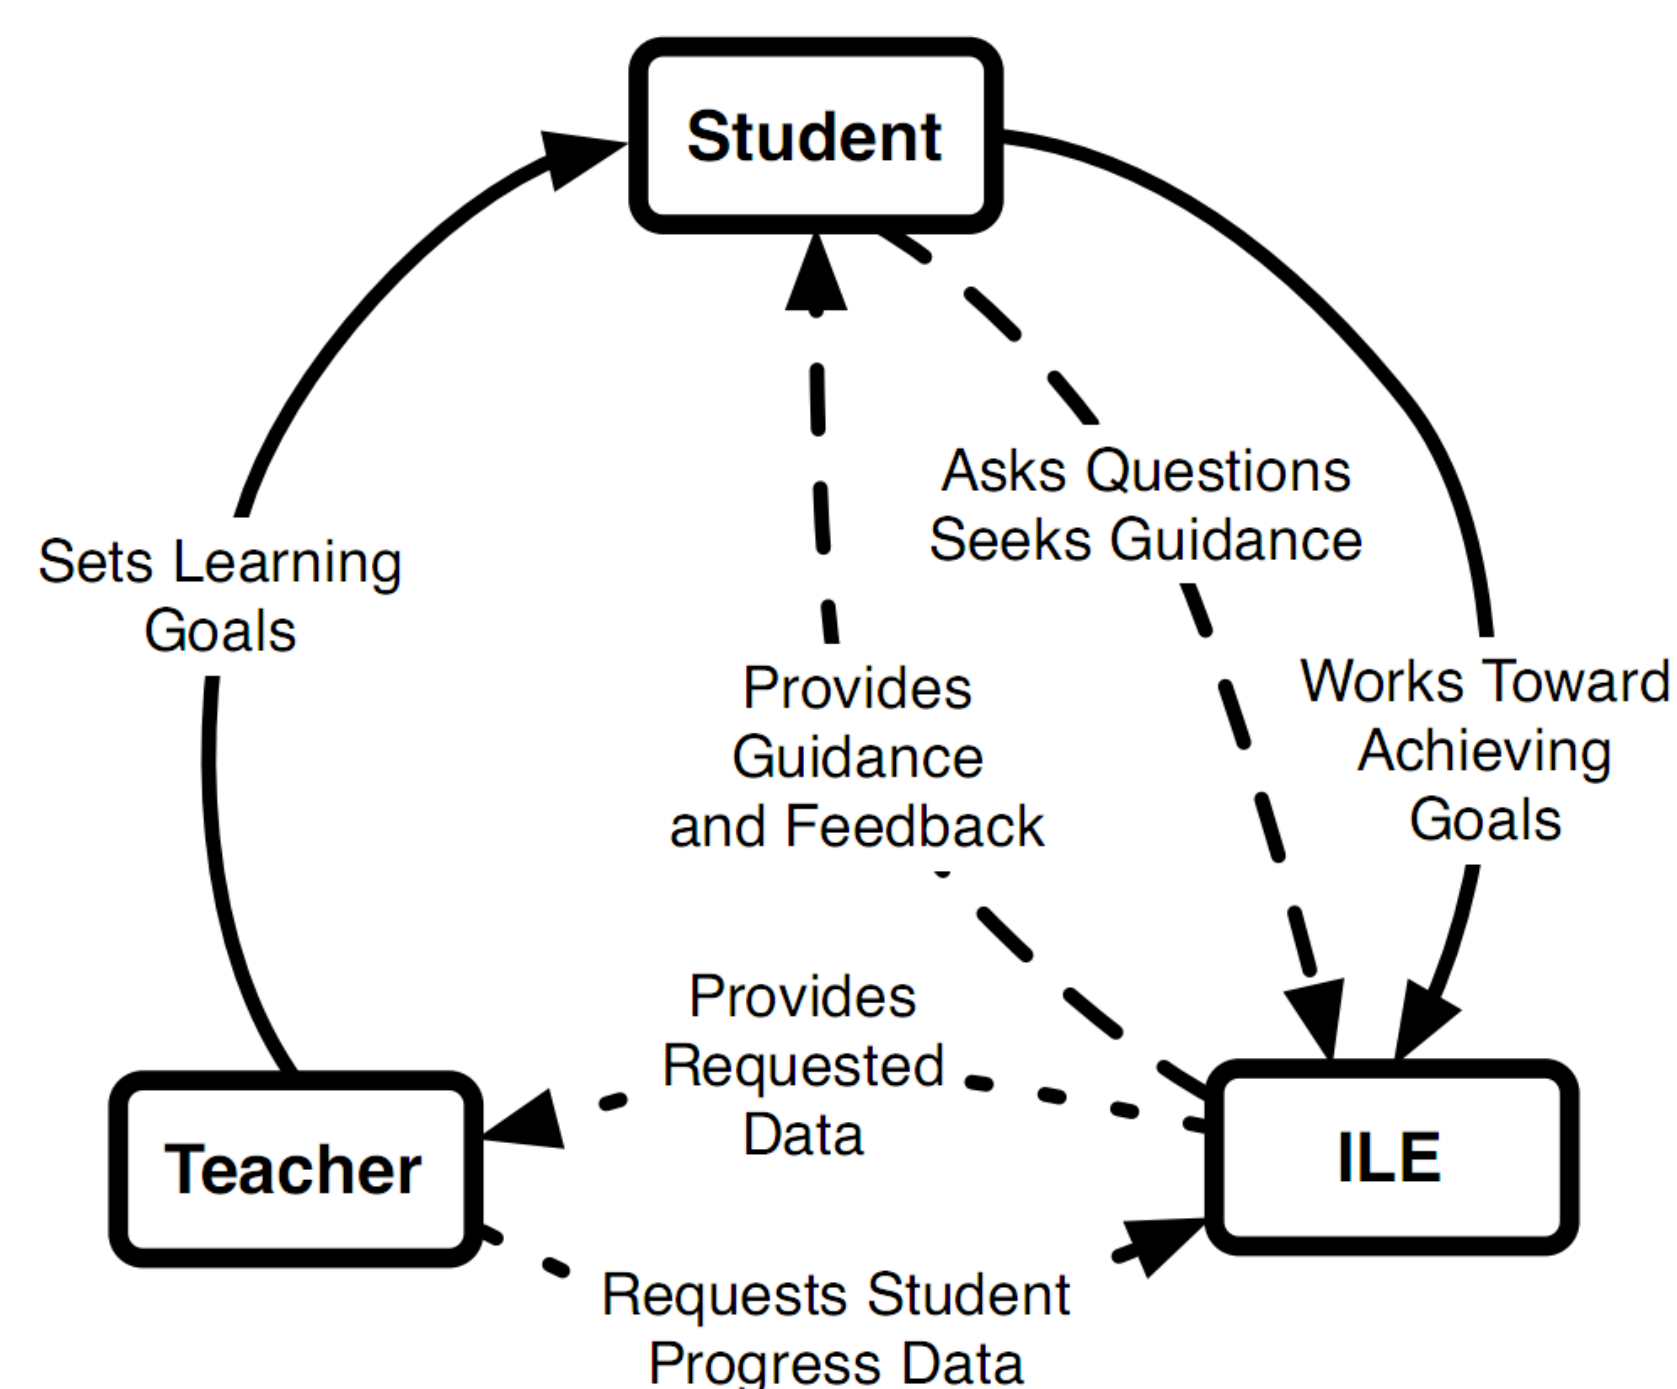 Student
Asks Questions
Seeks Guidance
Sets Learning
Goals
Provides
Guidance
and Feedback
Works Toward
Achieving
Goals
Provides
Requested
Data
Teacher
ILE
Requests Student
Progress Data